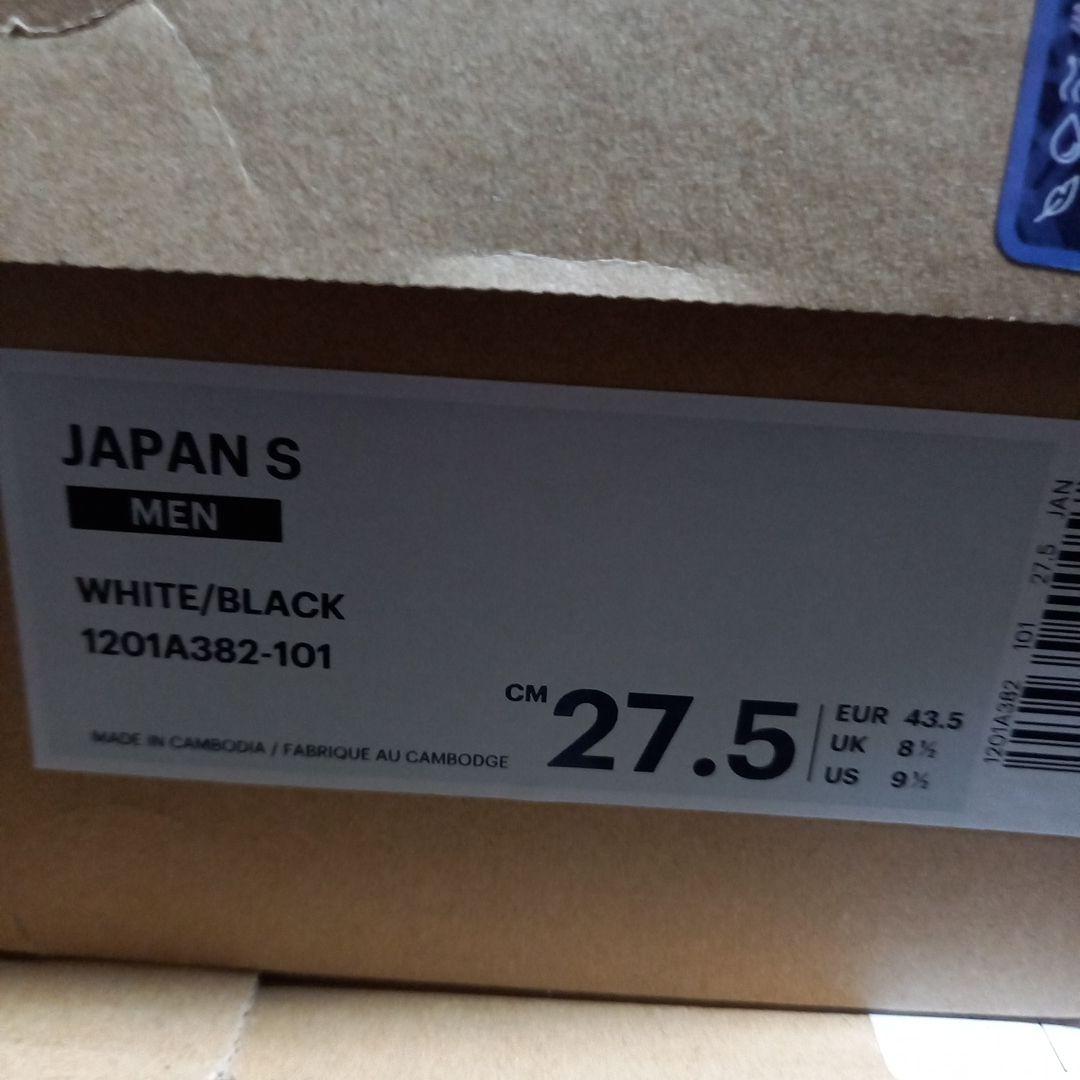 JAPAN S
MEN
WHITE/BLACK
1201A382-101
MADE IN CAMBODIA / FABRIQUE AU CAMBODGE
CM 27.5
EUR 43.5
UK 8½
US 9½
1201A382 101 27.5 JAN